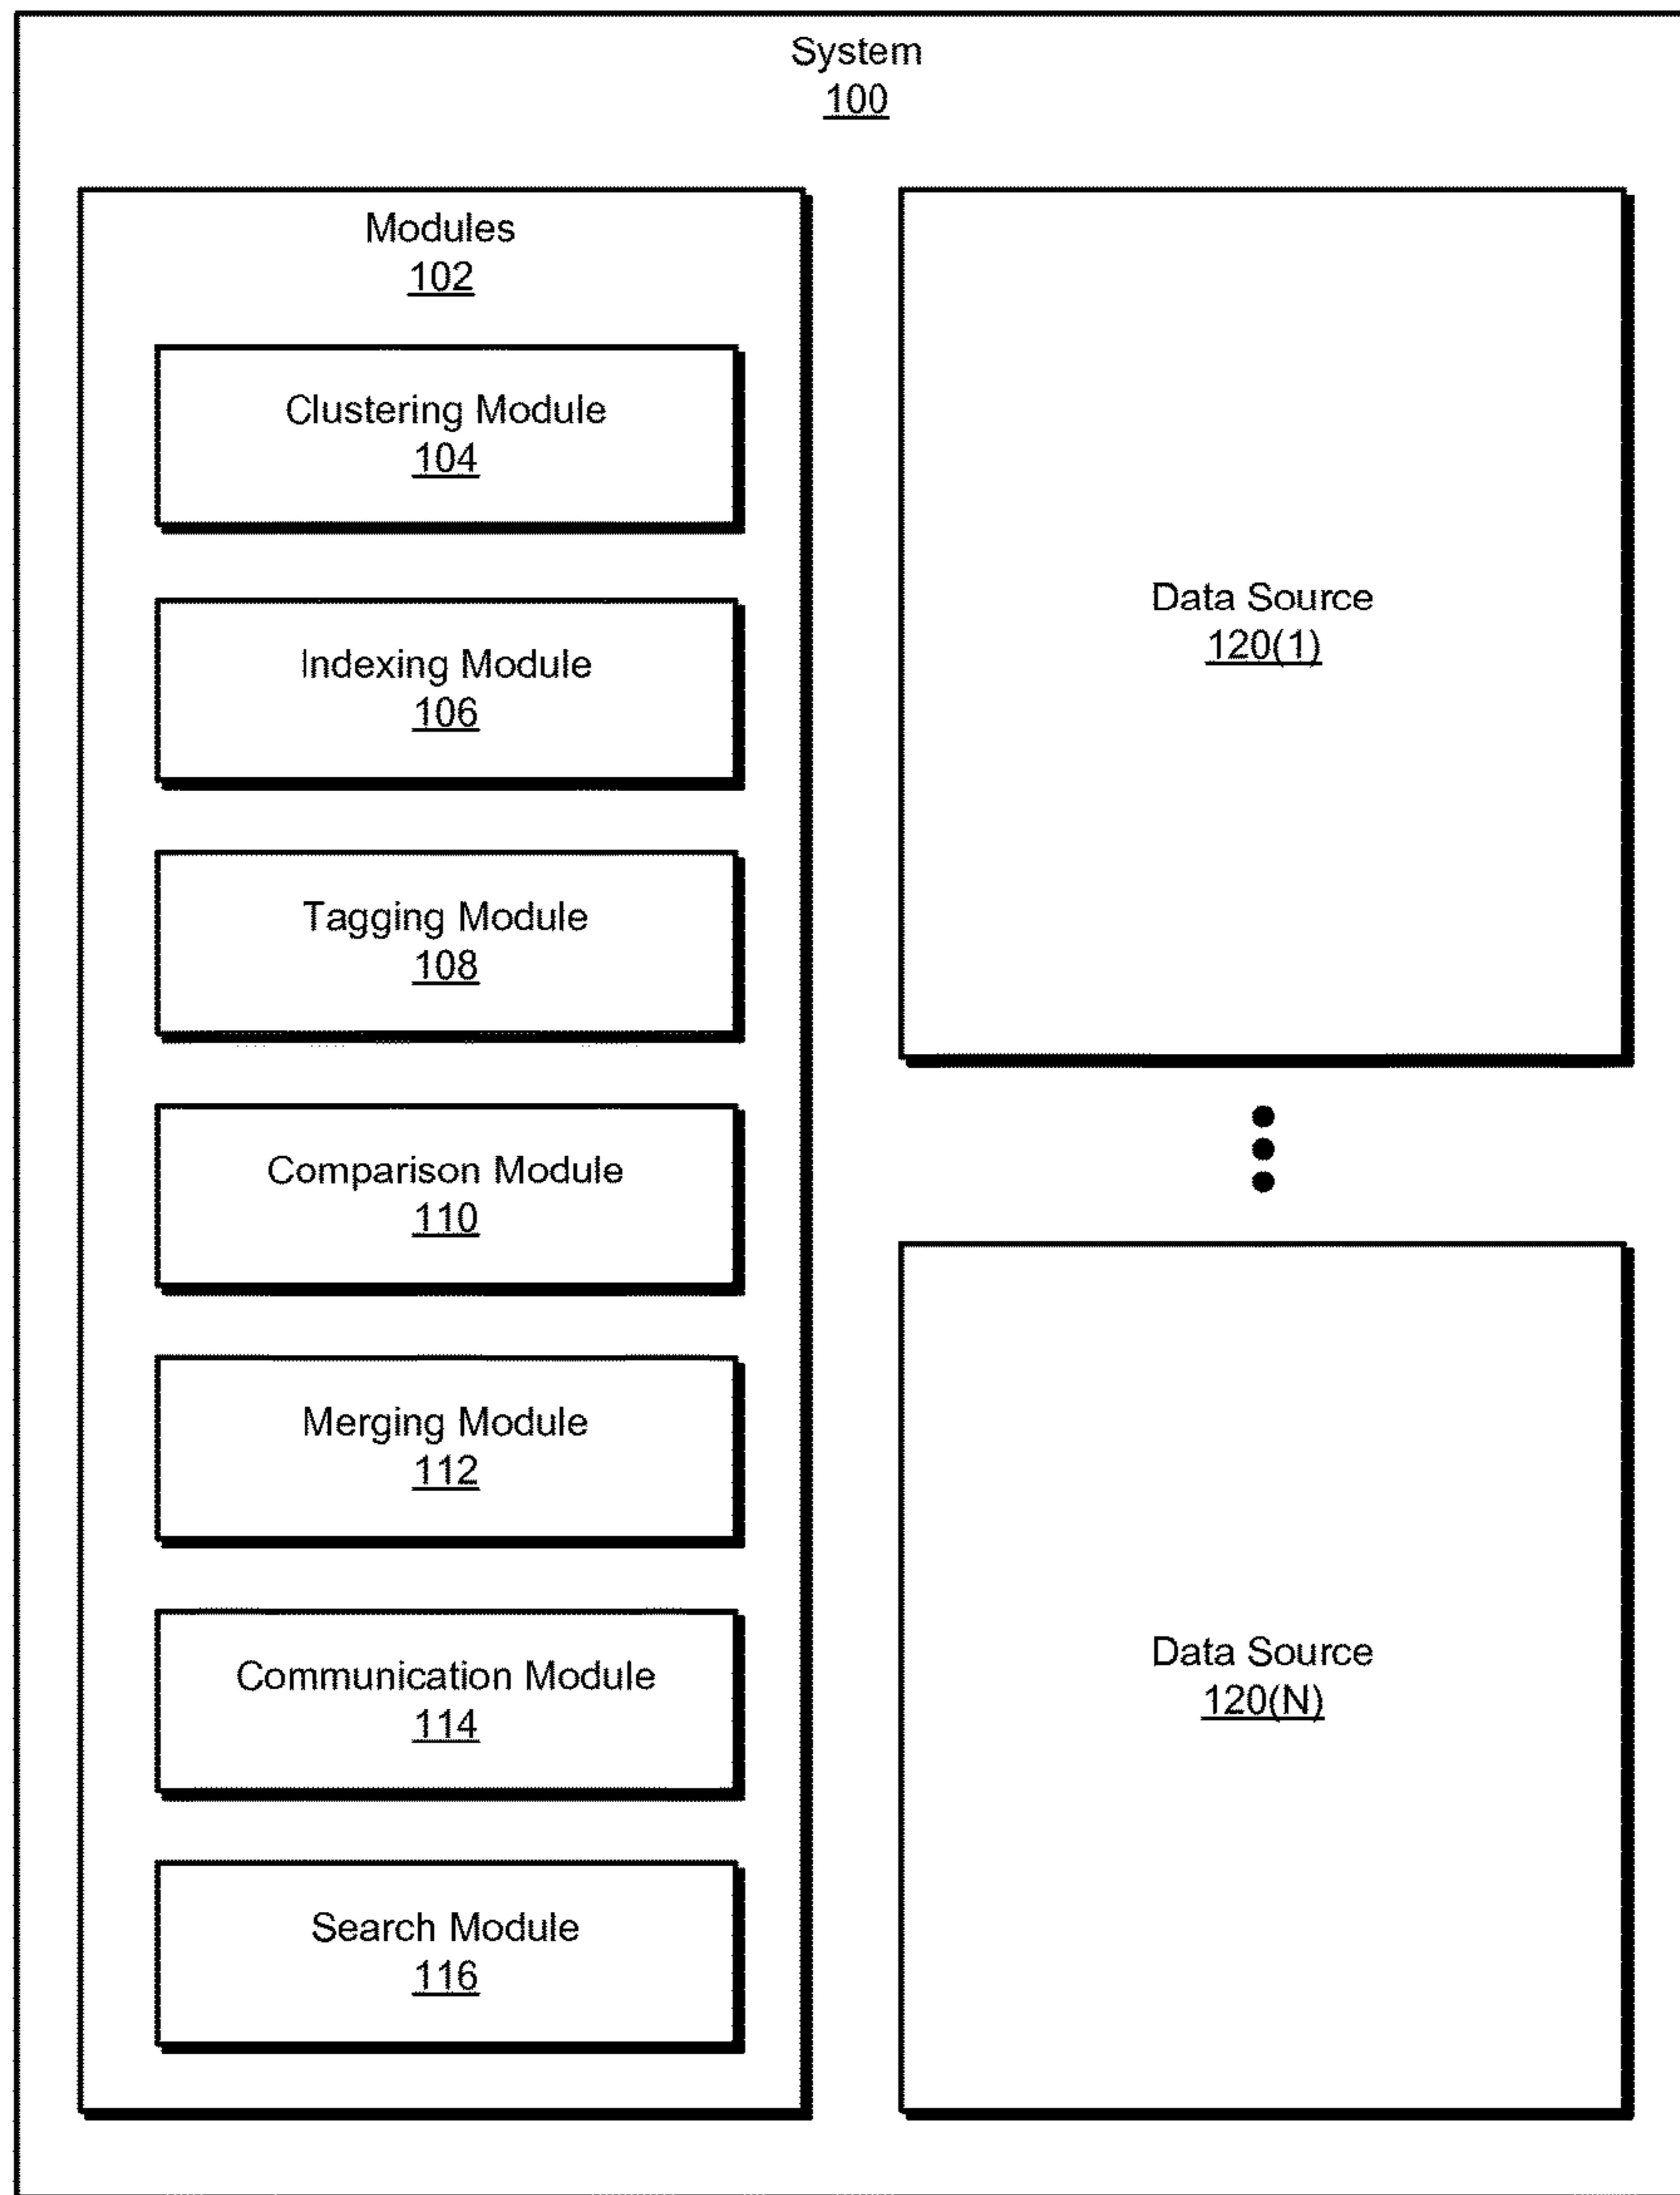 System
100
Modules
102
Clustering Module
104
Indexing Module
106
Tagging Module
108
Comparison Module
110
Merging Module
112
Communication Module
114
Search Module
116
Data Source
120(1)
Data Source
120(N)